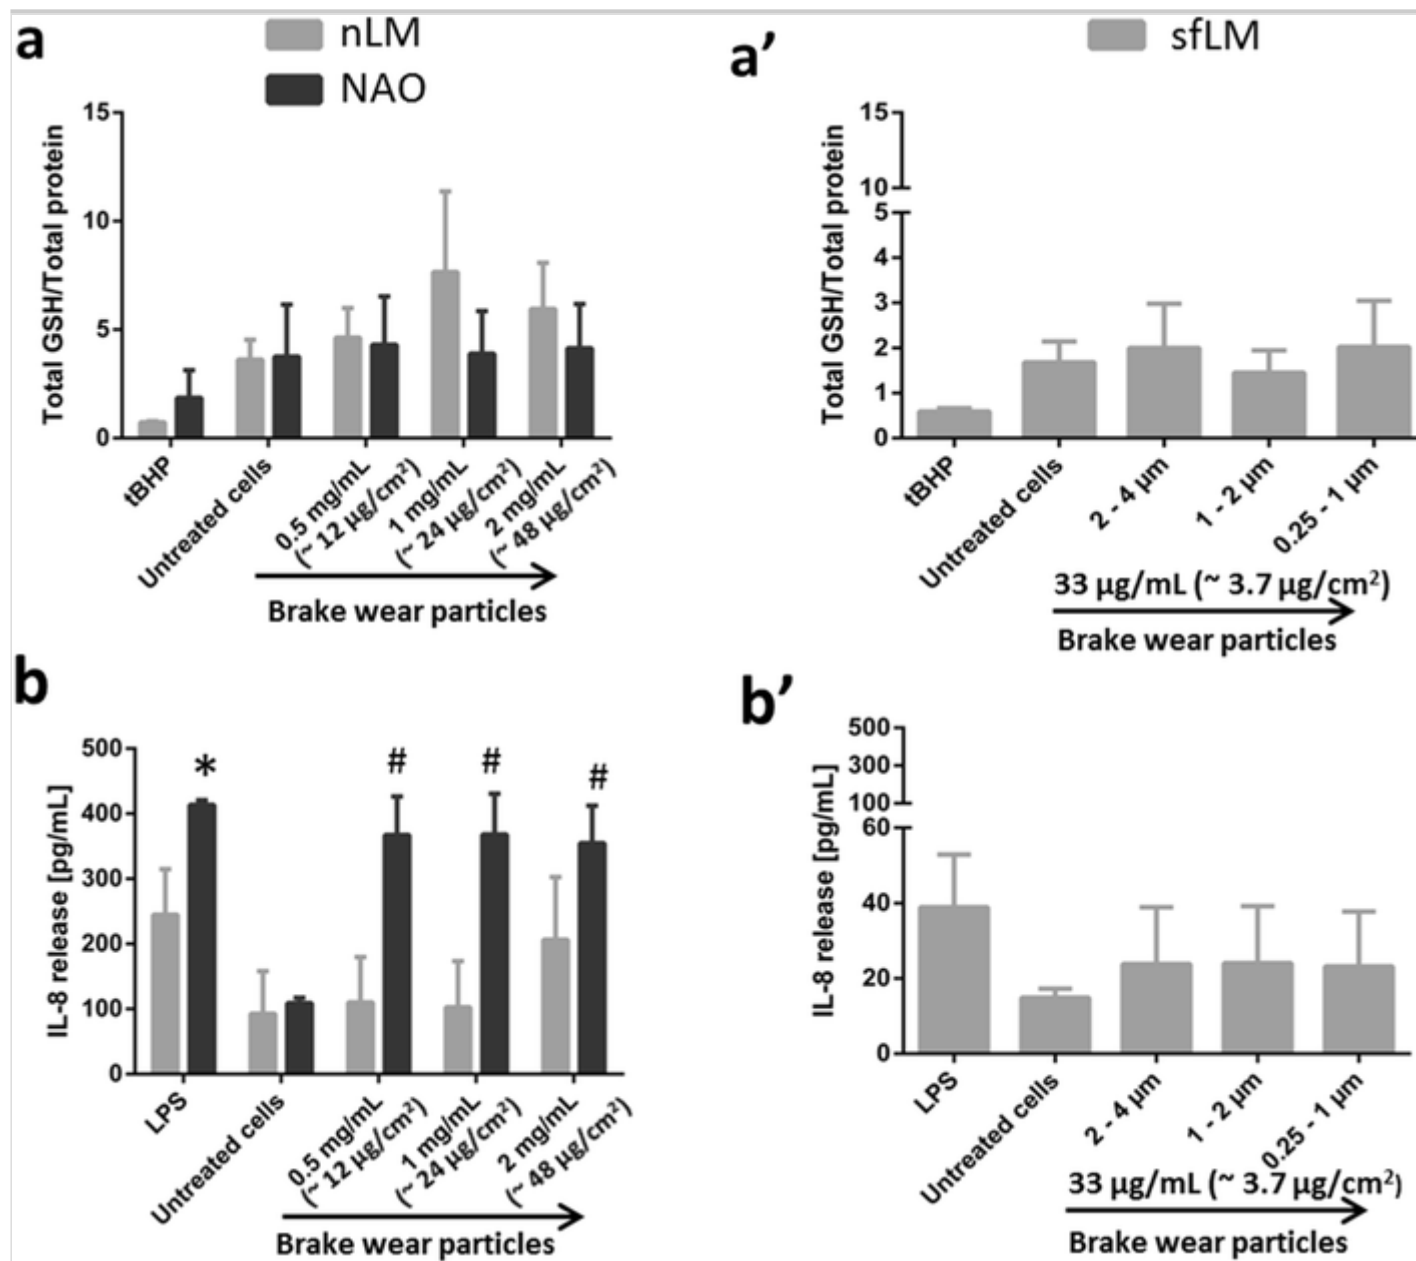 a
nLM
NAO
Total GSH/Total protein
15
10
5
0
tBHP
Untreated cells
0.5 mg/mL
(~ 12 µg/cm²)
1 mg/mL
(~ 24 µg/cm²)
2 mg/mL
(~ 48 µg/cm²)
Brake wear particles
a’
sfLM
Total GSH/Total protein
15
10
5
4
3
2
1
0
tBHP
Untreated cells
2 - 4 µm
1 - 2 µm
0.25 - 1 µm
33 µg/mL (~ 3.7 µg/cm²)
Brake wear particles
b
IL-8 release [pg/mL]
500
400
300
200
100
0
*
#
#
#
LPS
Untreated cells
0.5 mg/mL
(~ 12 µg/cm²)
1 mg/mL
(~ 24 µg/cm²)
2 mg/mL
(~ 48 µg/cm²)
Brake wear particles
b’
IL-8 release [pg/mL]
500
300
100
60
40
20
0
LPS
Untreated cells
2 - 4 µm
1 - 2 µm
0.25 - 1 µm
33 µg/mL (~ 3.7 µg/cm²)
Brake wear particles